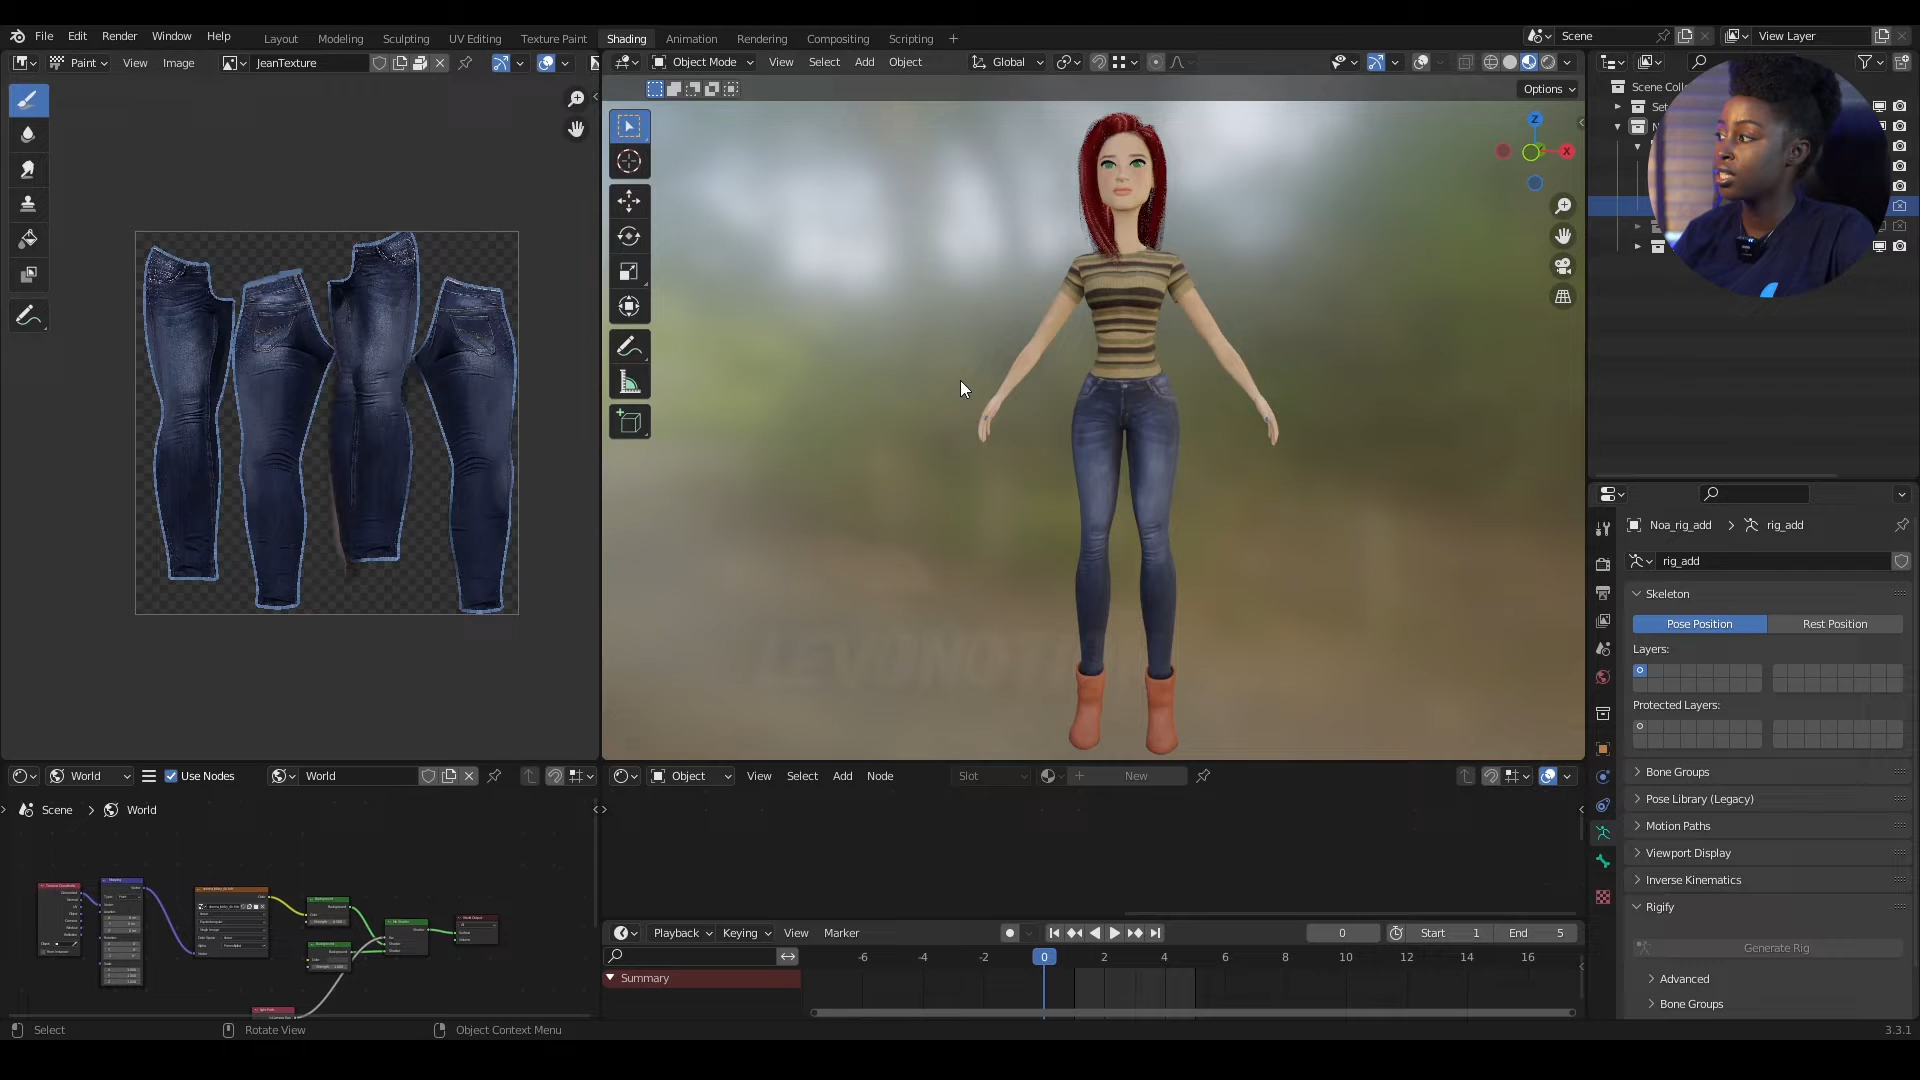 File Edit Render Window Help
Layout Modeling Sculpting UV Editing Texture Paint Shading Animation Rendering Compositing Scripting +
Scene
View Layer
Paint View Image
JeanTexture
Object Mode View Select Add Object
Global
Options
Z
X
Scene Coll
Set
N
Noa_rig_add > rig_add
rig_add
Skeleton
Pose Position Rest Position
Layers:
Protected Layers:
Bone Groups
Pose Library (Legacy)
Motion Paths
Viewport Display
Inverse Kinematics
Rigify
Generate Rig
Advanced
Bone Groups
World Use Nodes World
Scene > World
Object View Select Add Node Slot New
Playback Keying View Marker
0 Start 1 End 5
-6 -4 -2 0 2 4 6 8 10 12 14 16
Summary
Select Rotate View Object Context Menu
3.3.1